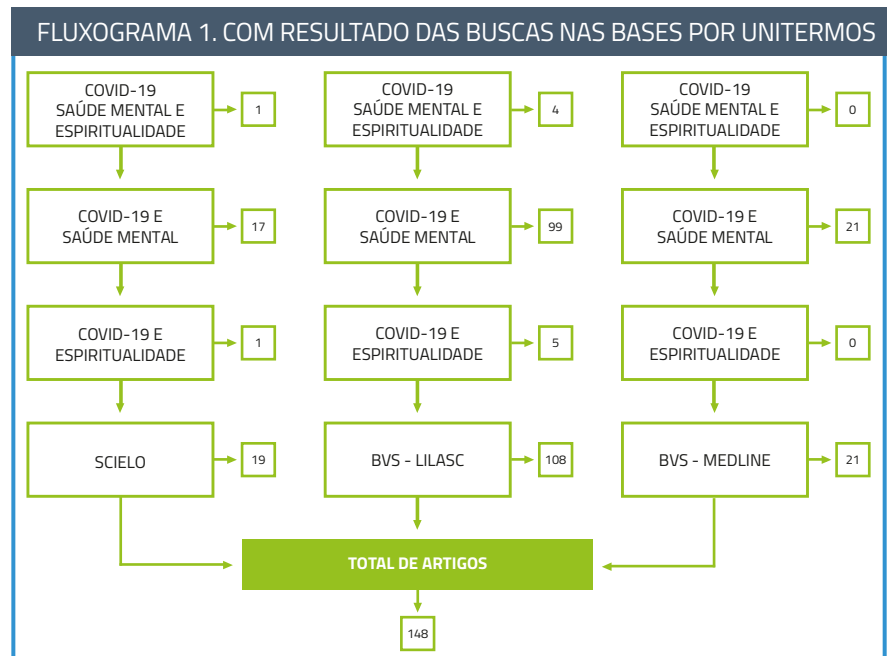 FLUXOGRAMA 1. COM RESULTADO DAS BUSCAS NAS BASES POR UNITERMOS
COVID-19
SAÚDE MENTAL E
ESPIRITUALIDADE
1
COVID-19
SAÚDE MENTAL E
ESPIRITUALIDADE
4
COVID-19
SAÚDE MENTAL E
ESPIRITUALIDADE
0
COVID-19 E
SAÚDE MENTAL
17
COVID-19 E
SAÚDE MENTAL
99
COVID-19 E
SAÚDE MENTAL
21
COVID-19 E
ESPIRITUALIDADE
1
COVID-19 E
ESPIRITUALIDADE
5
COVID-19 E
ESPIRITUALIDADE
0
SCIELO
19
BVS - LILASC
108
BVS - MEDLINE
21
TOTAL DE ARTIGOS
148